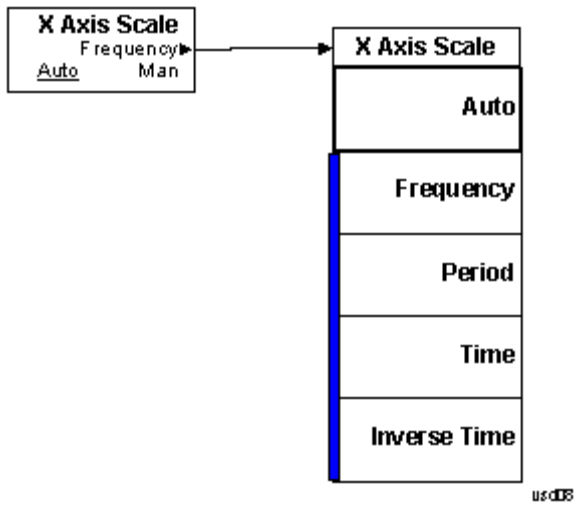 X Axis Scale
Frequency
Auto Man
X Axis Scale
Auto
Frequency
Period
Time
Inverse Time
usd08